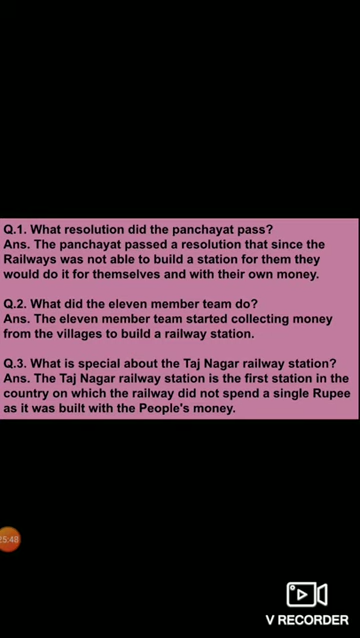 Q.1. What resolution did the panchayat pass?
Ans. The panchayat passed a resolution that since the
Railways was not able to build a station for them they
would do it for themselves and with their own money.
Q.2. What did the eleven member team do?
Ans. The eleven member team started collecting money
from the villages to build a railway station.
Q.3. What is special about the Taj Nagar railway station?
Ans. The Taj Nagar railway station is the first station in the
country on which the railway did not spend a single Rupee
as it was built with the People's money.
25:48
V RECORDER